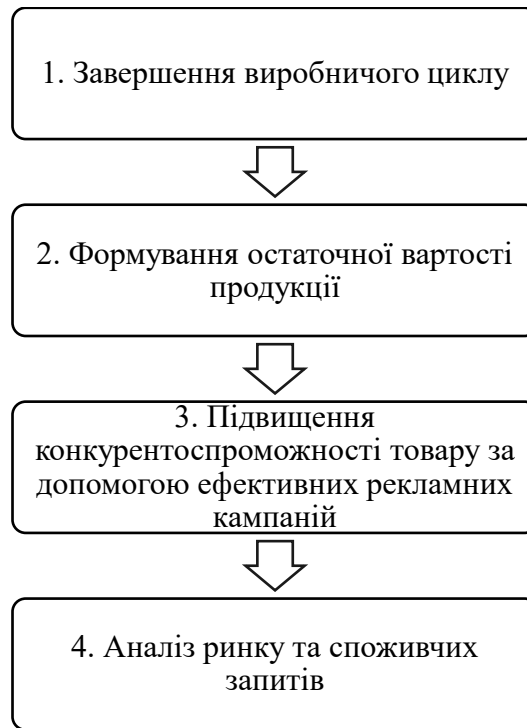 1. Завершення виробничого циклу
2. Формування остаточної вартості
продукції
3. Підвищення
конкурентоспроможності товару за
допомогою ефективних рекламних
кампаній
4. Аналіз ринку та споживчих
запитів